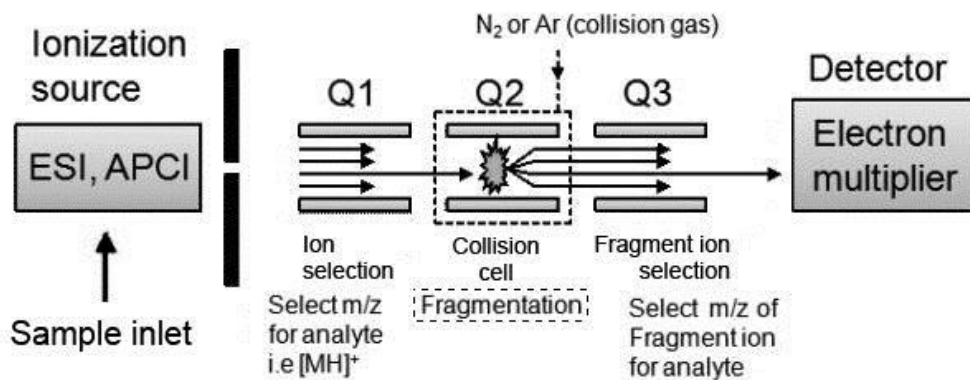 N₂ or Ar (collision gas)
Ionization
source
Q1
Q2
Q3
Detector
ESI, APCI
Electron
multiplier
Ion
selection
Collision
cell
Fragment ion
selection
Select m/z
for analyte
i.e [MH]⁺
Fragmentation
Select m/z of
Fragment ion
for analyte
Sample inlet